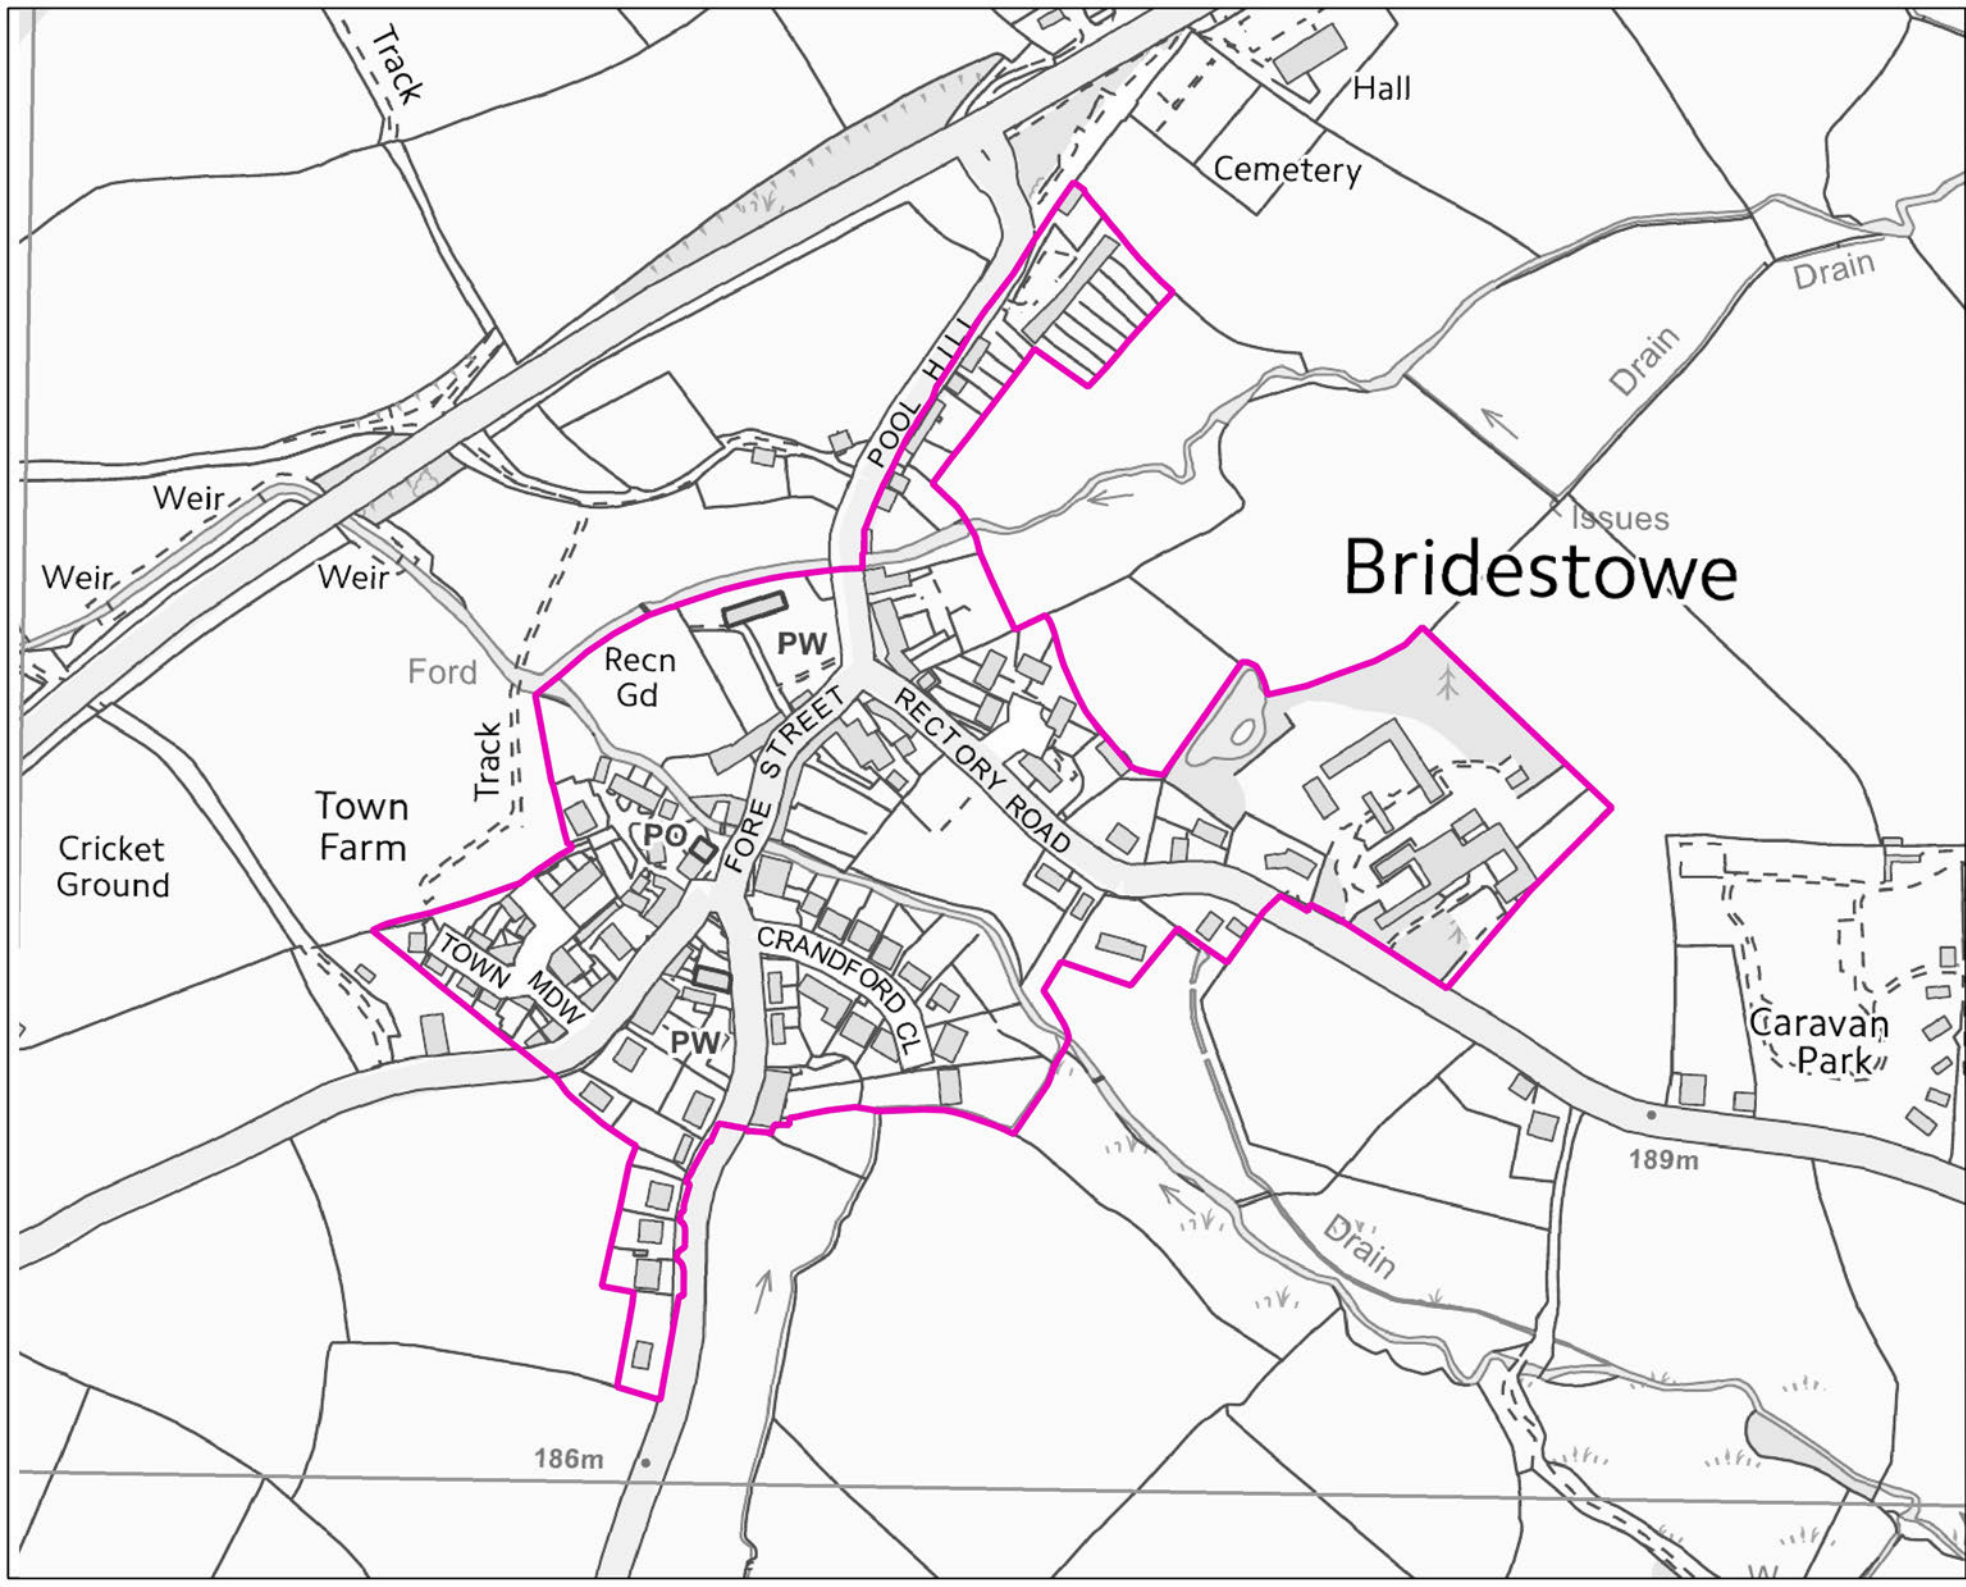 Track
Hall
Cemetery
Drain
Drain
POOL HILL
Weir
Issues
Weir
Weir
Bridestowe
PW
Recn
Gd
Ford
RECTORY ROAD
FORE STREET
Track
Town
Farm
PO
Cricket
Ground
CRANDFORD CL
TOWN MDW
Caravan
Park
PW
189m
Drain
186m
W